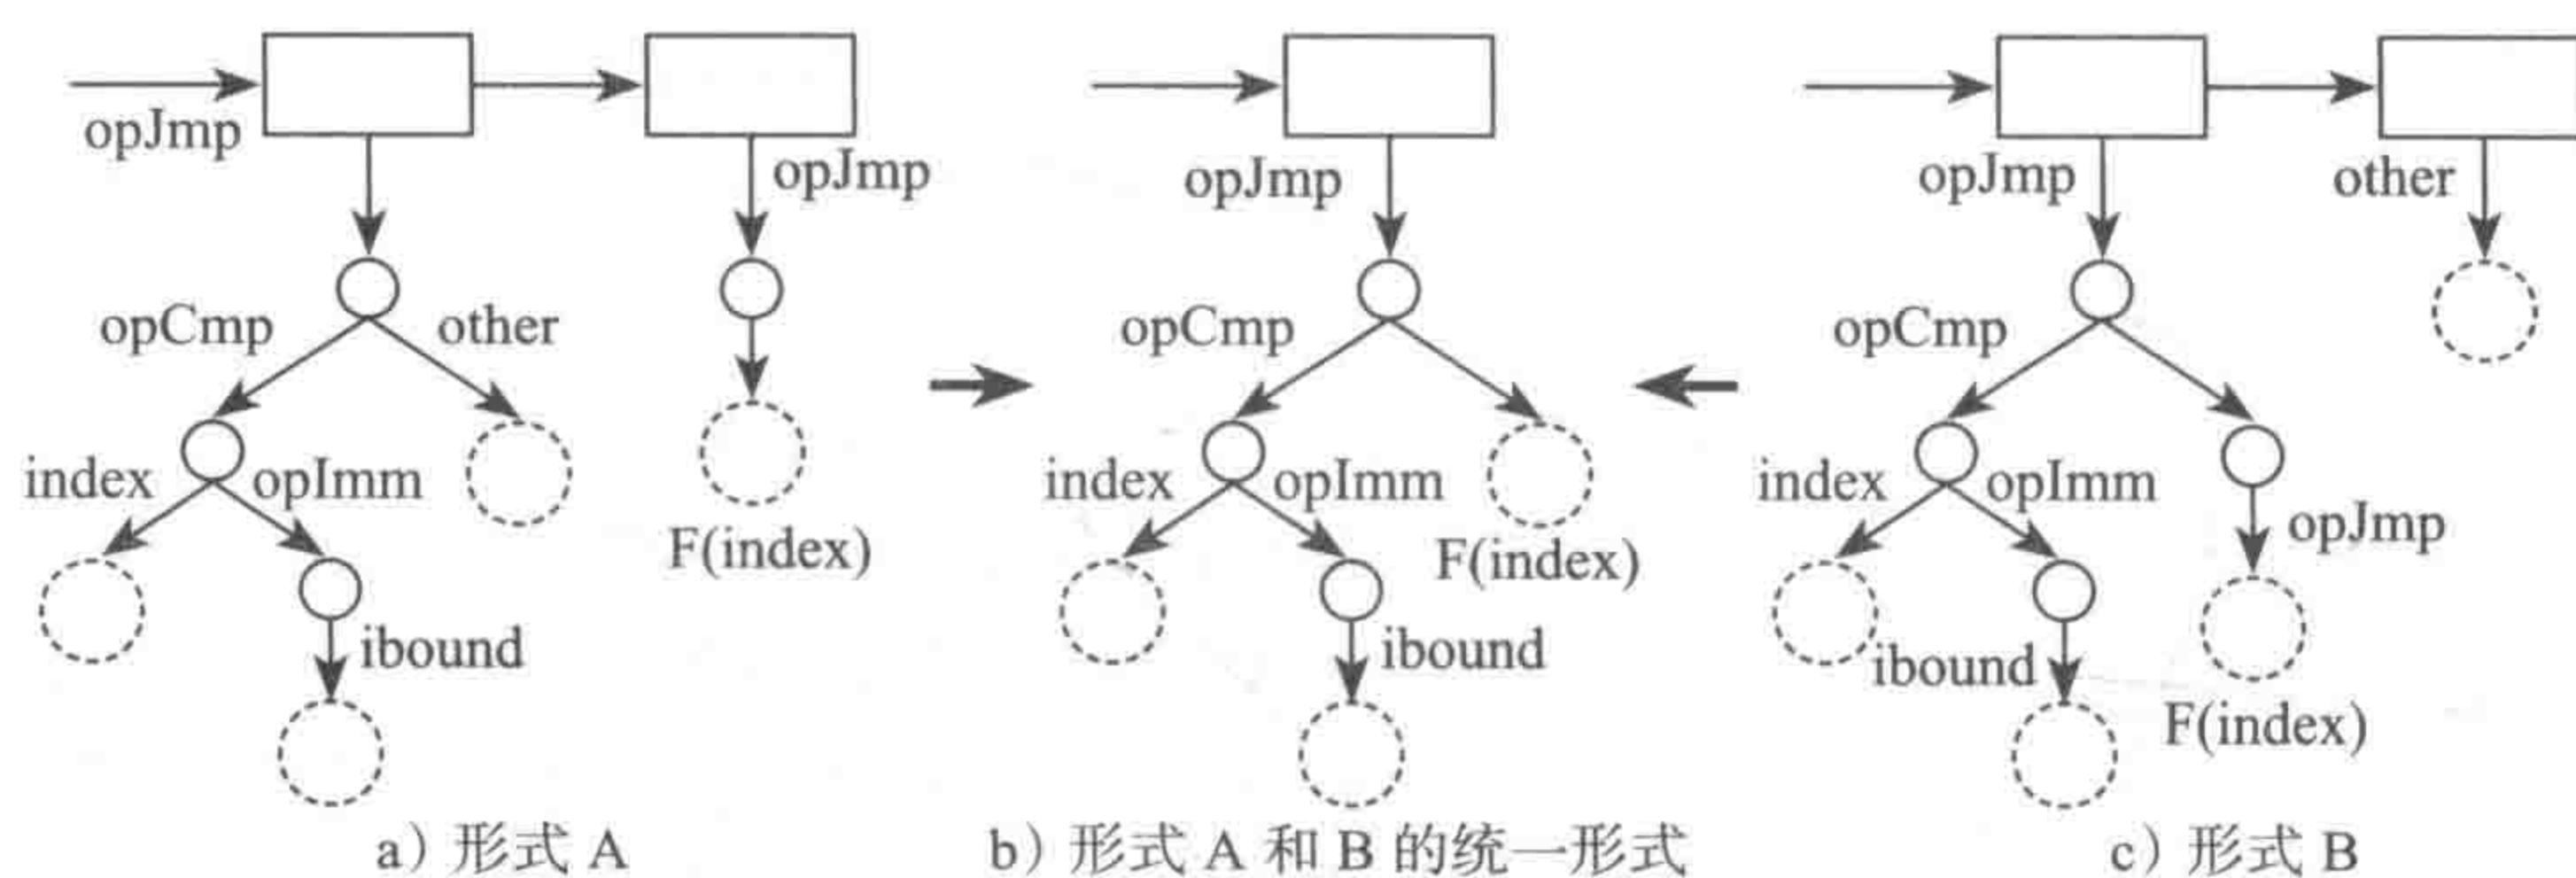 opJmp
opCmp
other
index
opImm
ibound
opJmp
F(index)
a）形式 A
opJmp
opCmp
index
opImm
ibound
F(index)
b）形式 A 和 B 的统一形式
opJmp
opCmp
index
opImm
ibound
opJmp
F(index)
other
c）形式 B